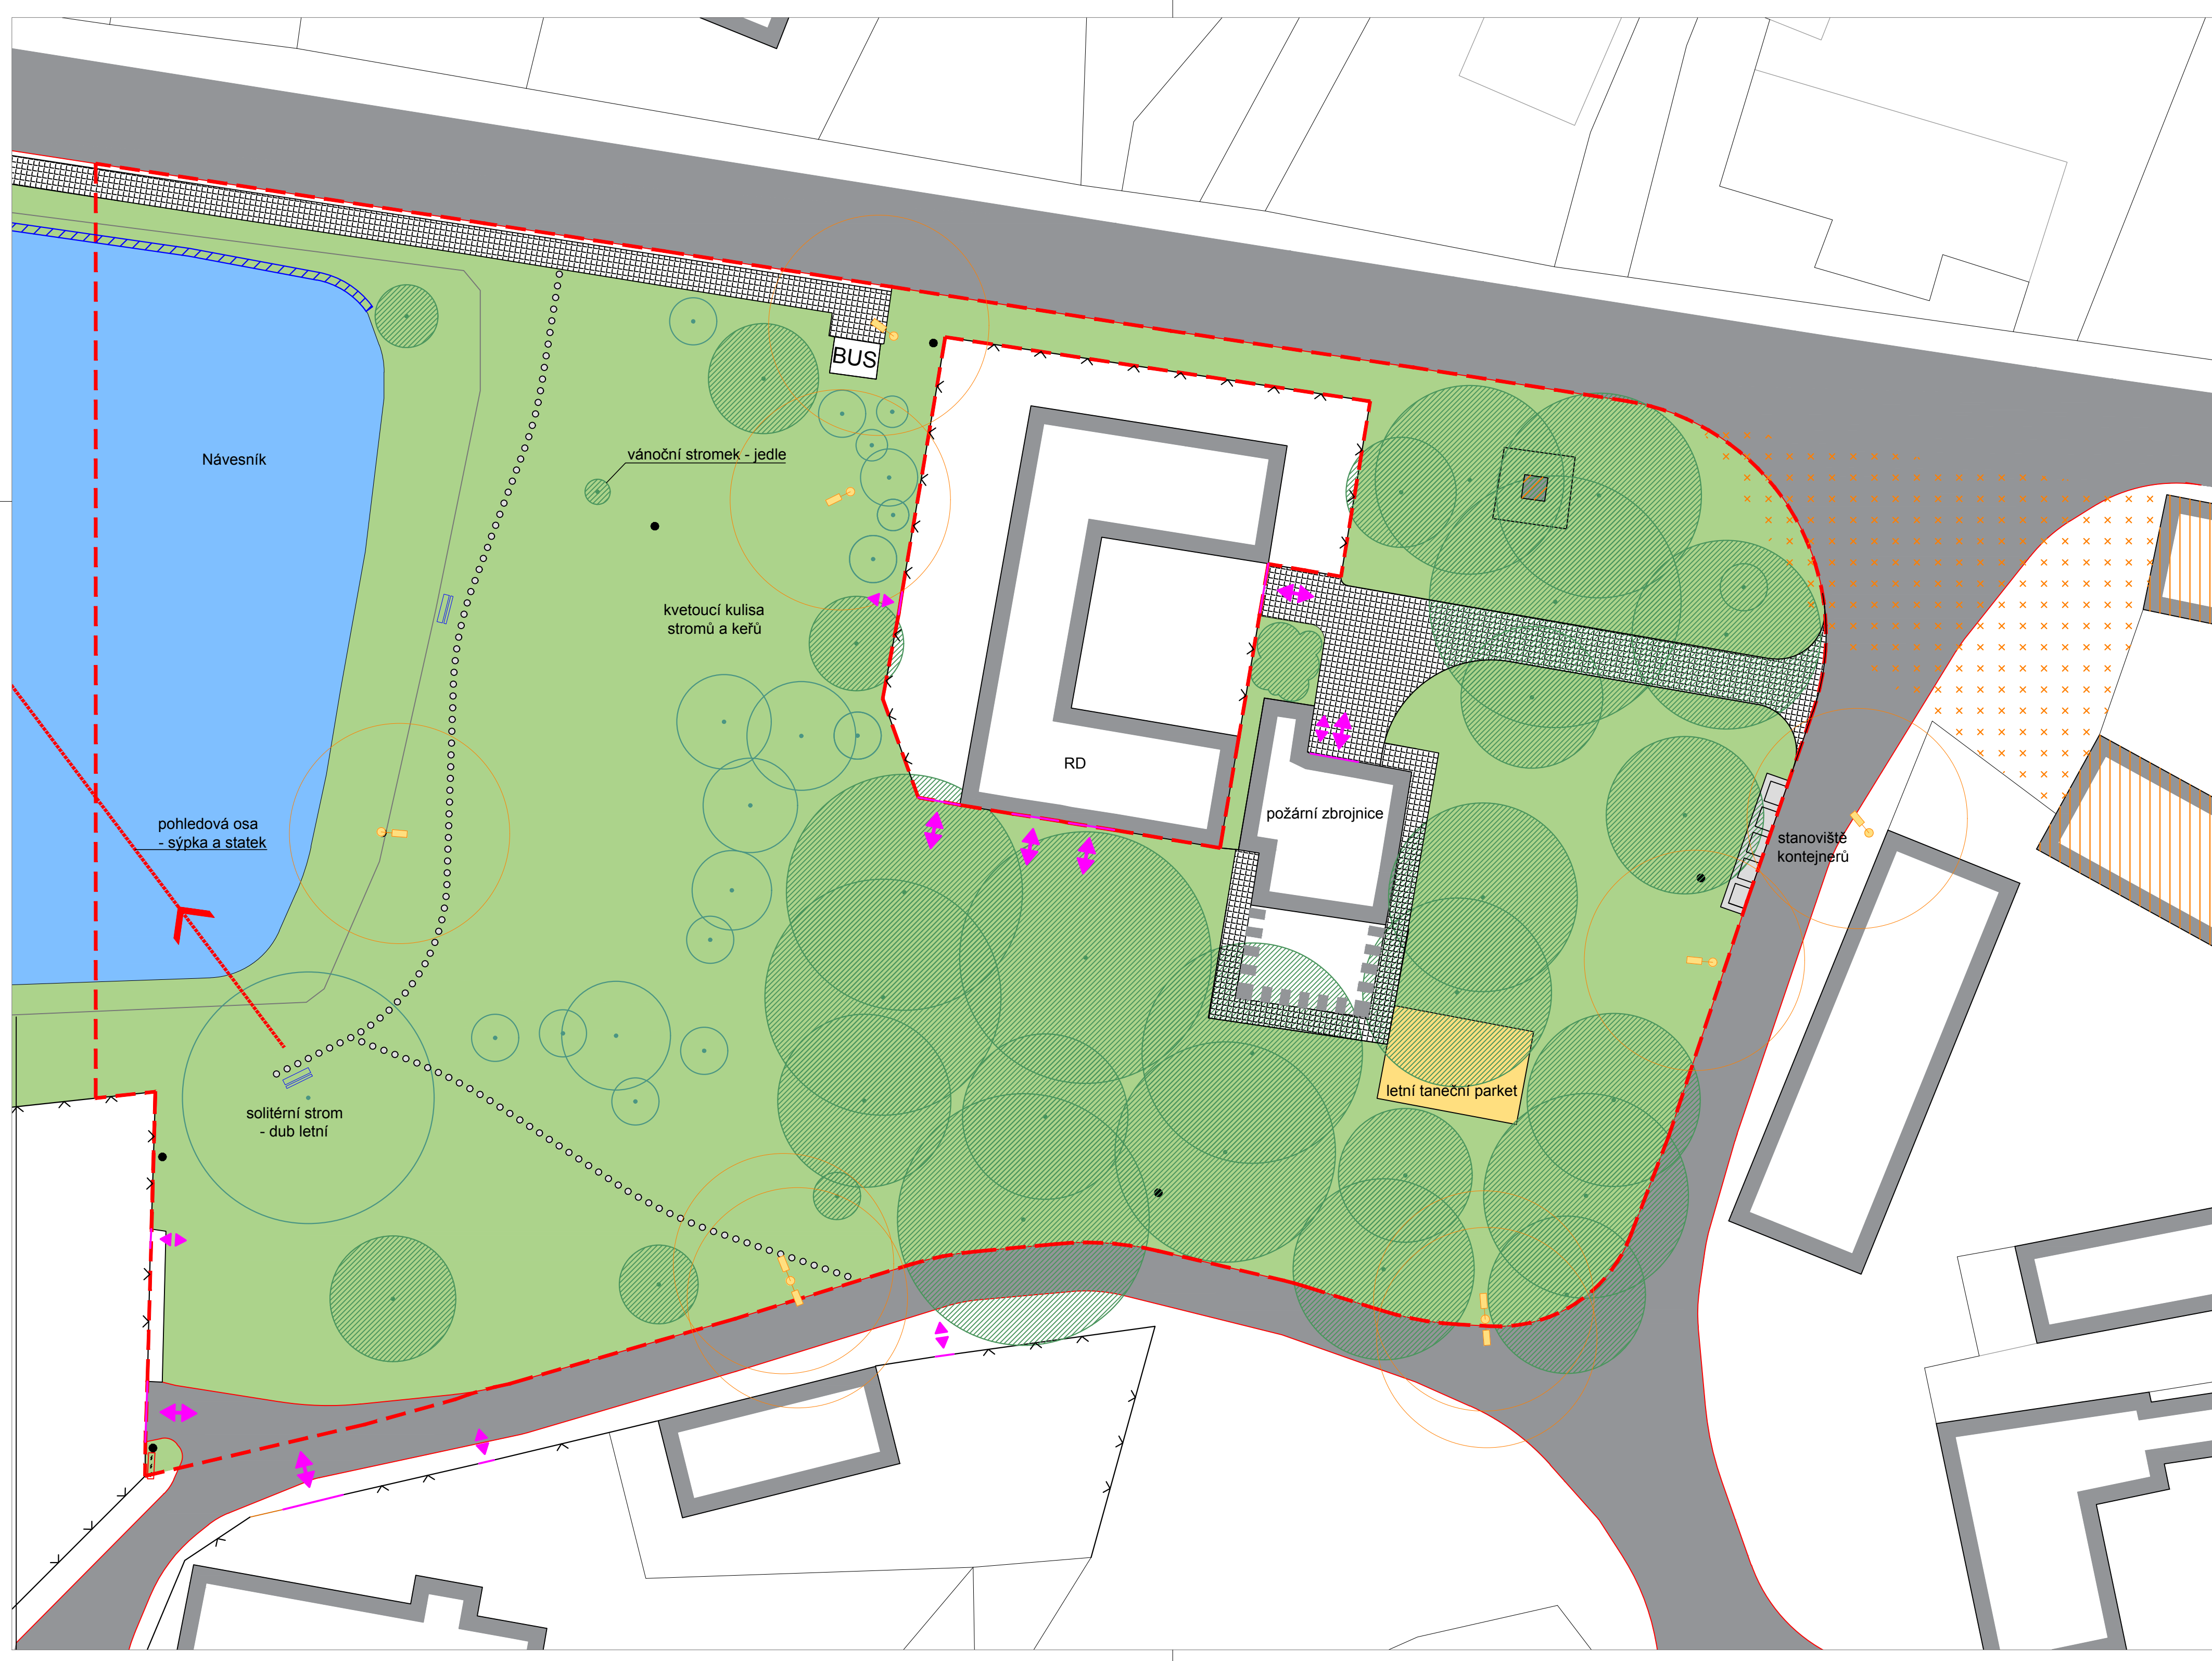 BUS
vánoční stromek - jedle
Návesník
kvetoucí kulisa
stromů a keřů
RD
pohledová osa
- sýpka a statek
požární zbrojnice
stanoviště
kontejnerů
letní taneční parket
solitérní strom
- dub letní